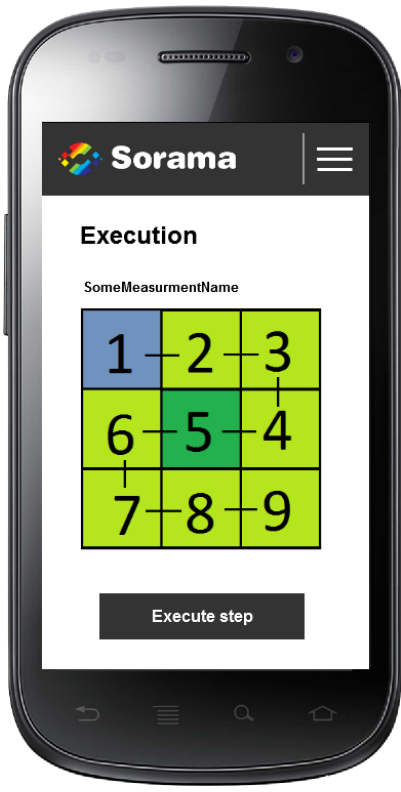 Sorama
Execution
SomeMeasurmentName
1 2 3
6 5 4
7 8 9
Execute step